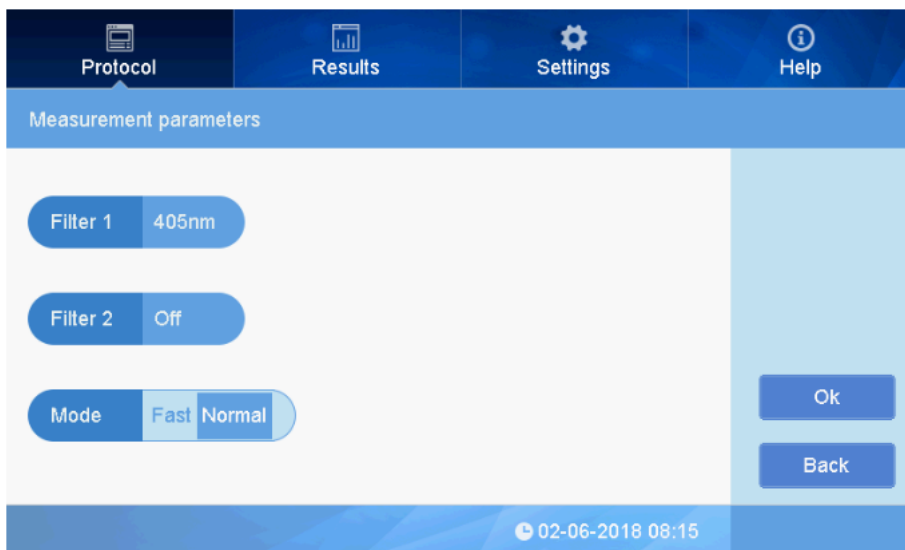 Protocol Results Settings Help
Measurement parameters
Filter 1 405nm
Filter 2 Off
Mode Fast Normal
Ok
Back
02-06-2018 08:15